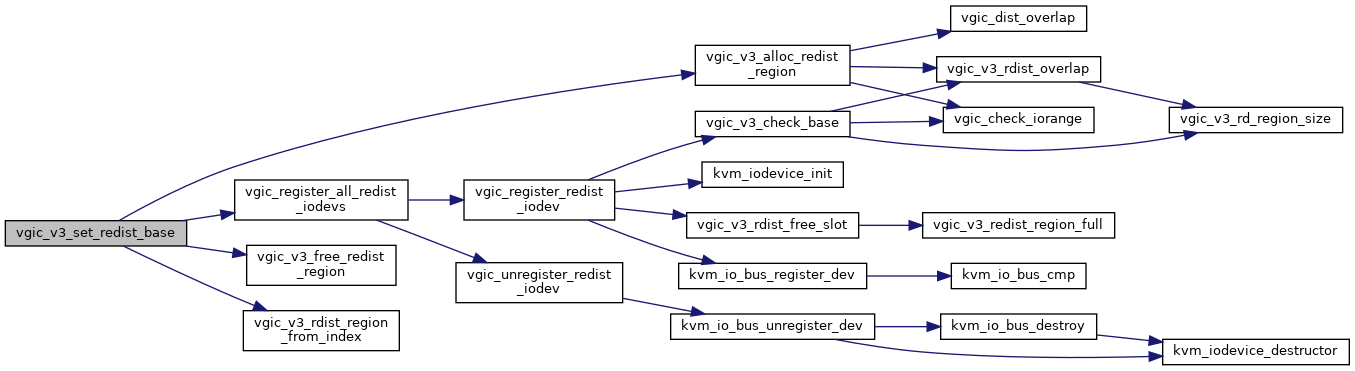 vgic_v3_set_redist_base
vgic_v3_alloc_redist
_region
vgic_register_all_redist
_iodevs
vgic_v3_free_redist
_region
vgic_v3_rdist_region
_from_index
vgic_dist_overlap
vgic_v3_rdist_overlap
vgic_check_iorange
vgic_v3_rd_region_size
vgic_register_redist
_iodev
vgic_unregister_redist
_iodev
vgic_v3_check_base
kvm_iodevice_init
vgic_v3_rdist_free_slot
kvm_io_bus_register_dev
vgic_v3_redist_region_full
kvm_io_bus_cmp
kvm_io_bus_unregister_dev
kvm_io_bus_destroy
kvm_iodevice_destructor